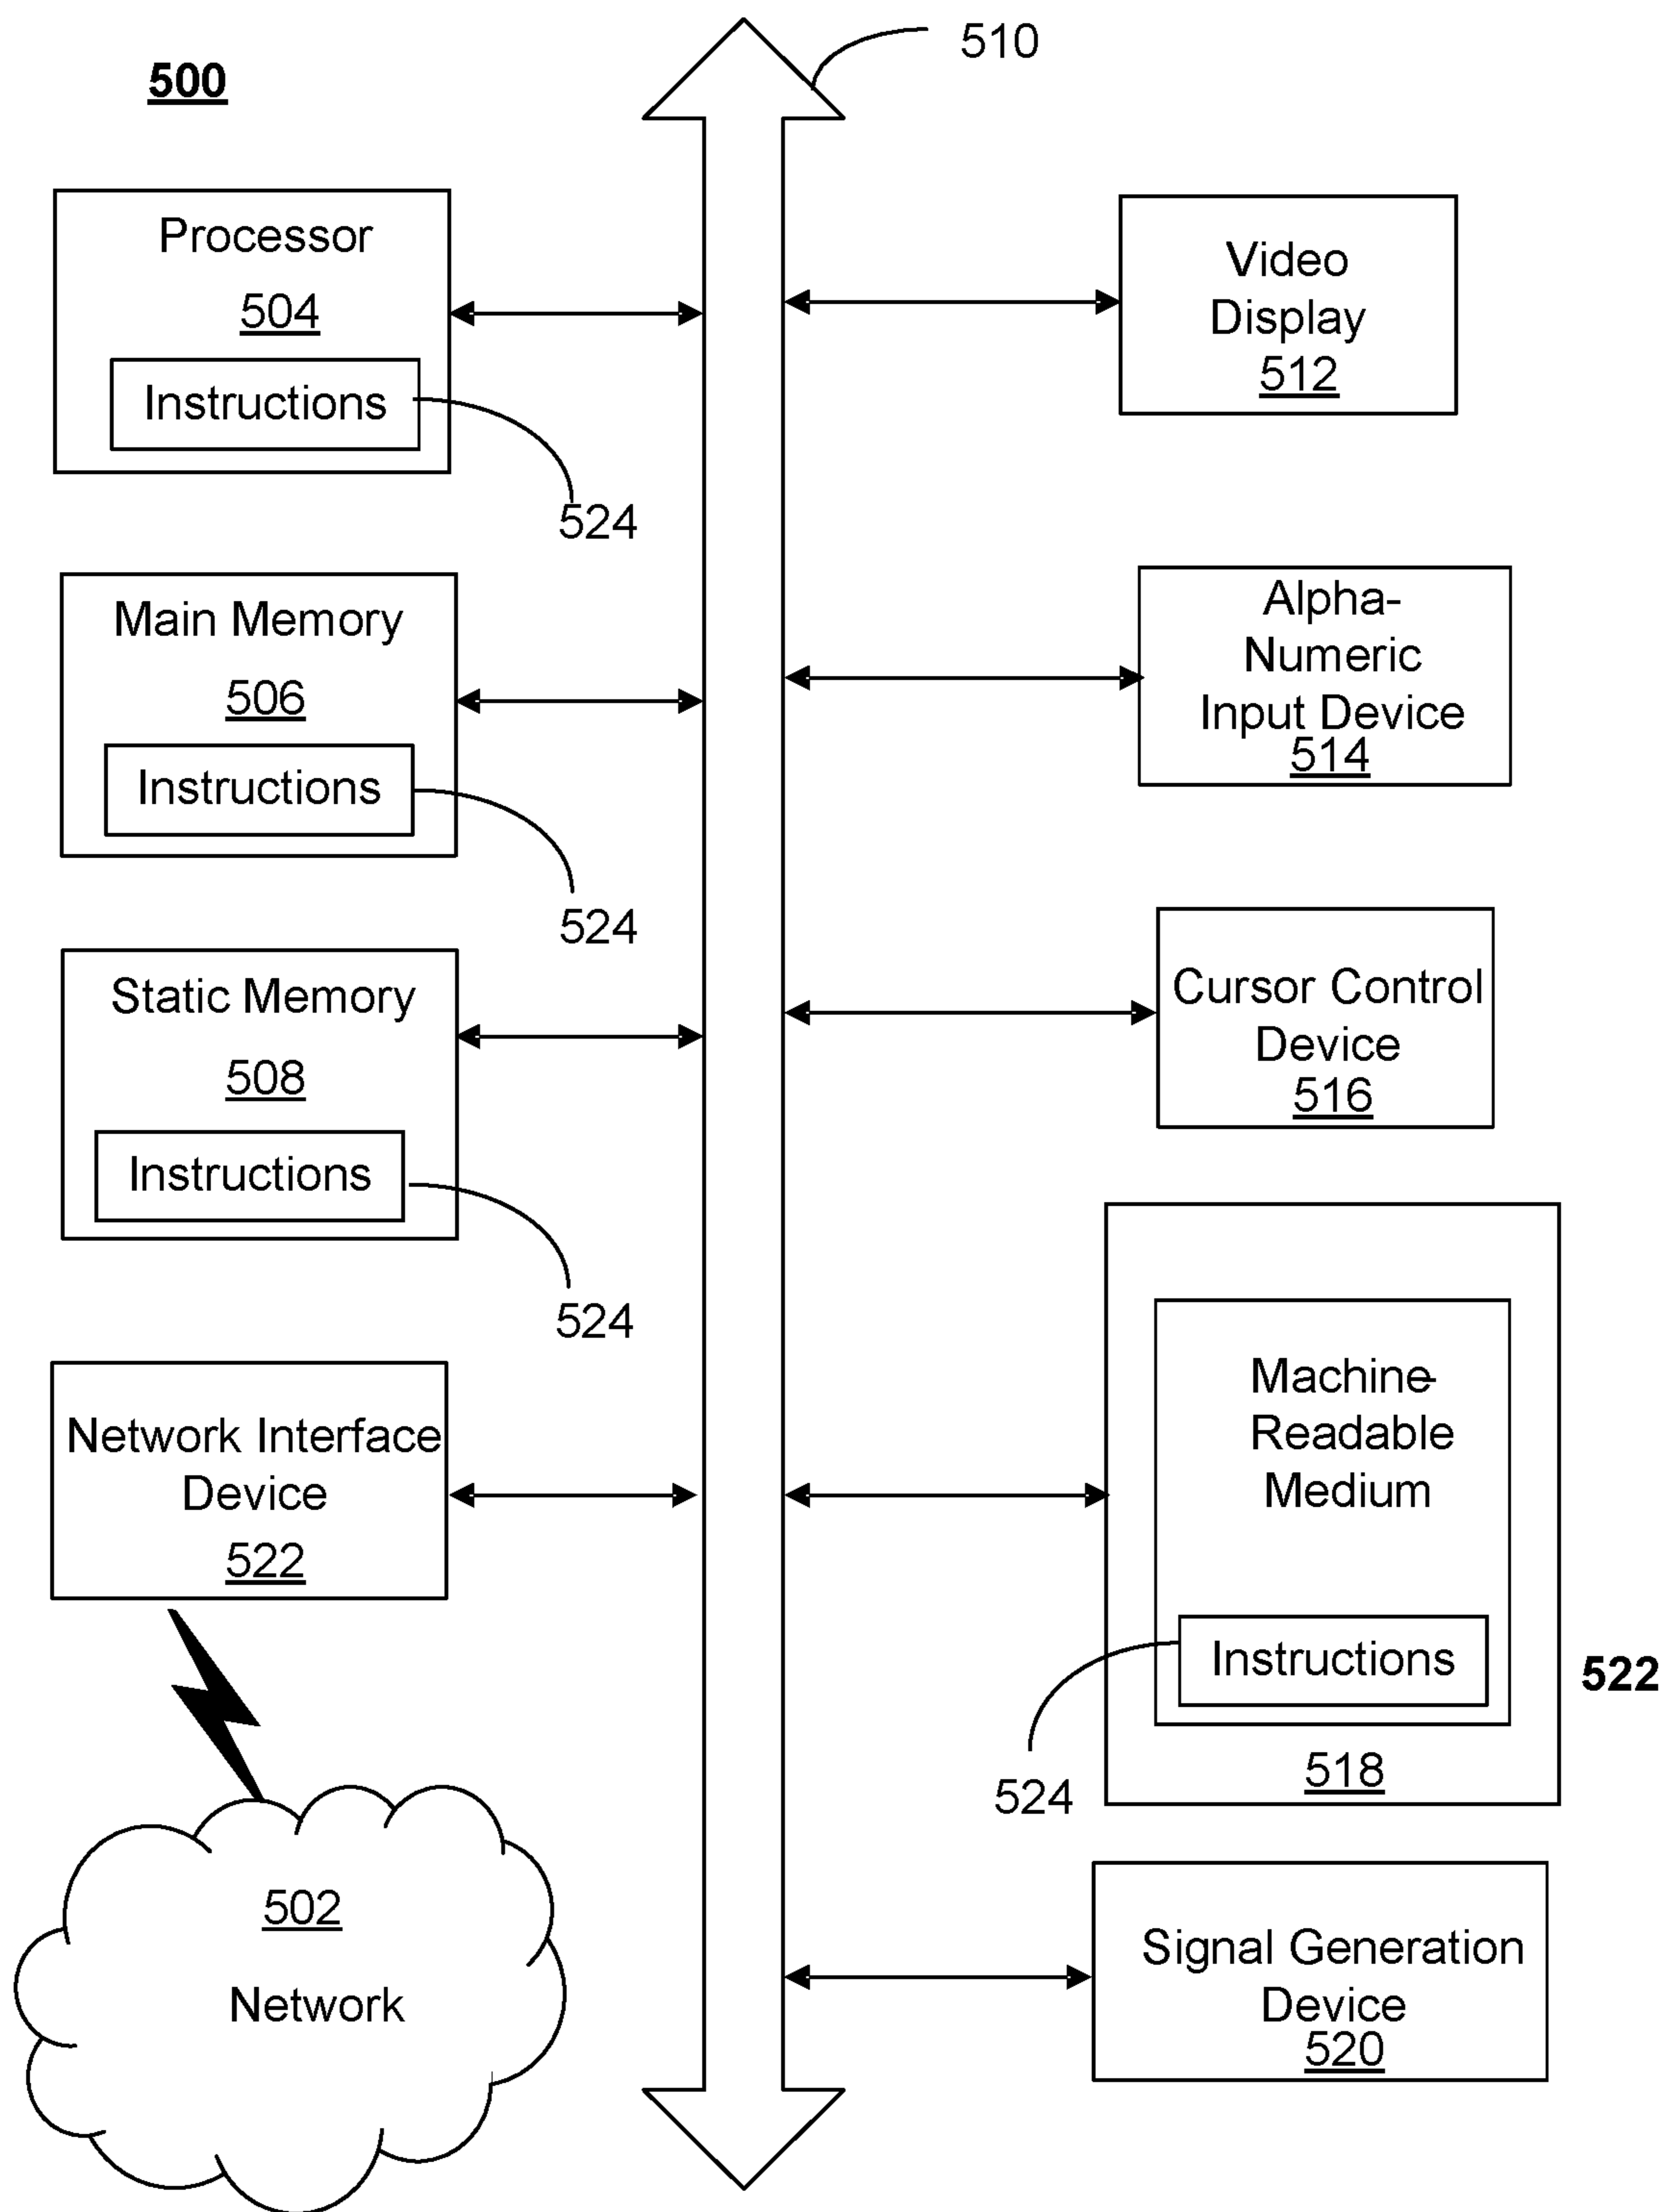 500
510
Processor
504
Instructions
524
Main Memory
506
Instructions
524
Static Memory
508
Instructions
524
Network Interface
Device
522
502
Network
Video
Display
512
Alpha-
Numeric
Input Device
514
Cursor Control
Device
516
Machine-
Readable
Medium
Instructions
522
518
524
Signal Generation
Device
520